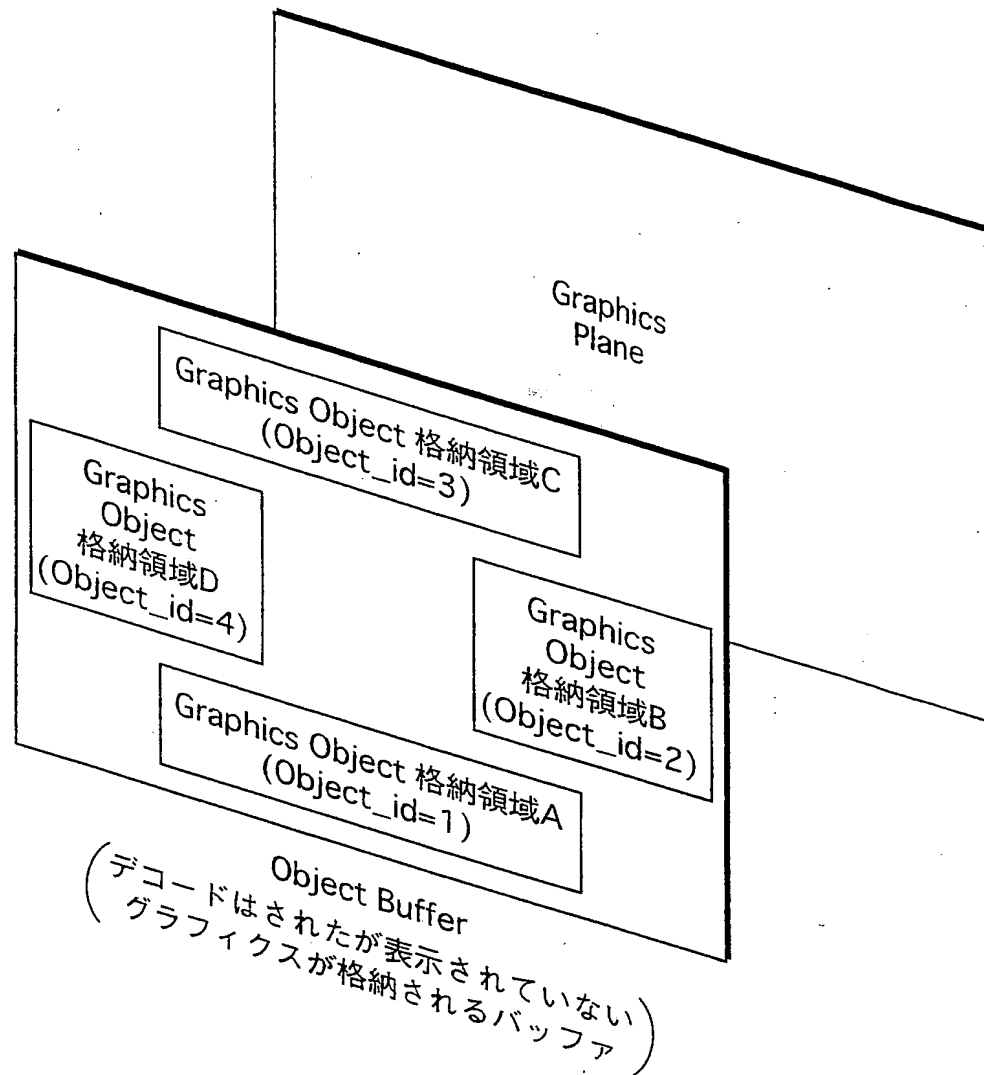 Graphics
Plane
Graphics Object 格納領域C
(Object_id=3)
Graphics
Object
格納領域D
(Object_id=4)
Graphics
Object
格納領域B
(Object_id=2)
Graphics Object 格納領域A
(Object_id=1)
Object Buffer
(デコードはされたが表示されていない
グラフィクスが格納されるバッファ)